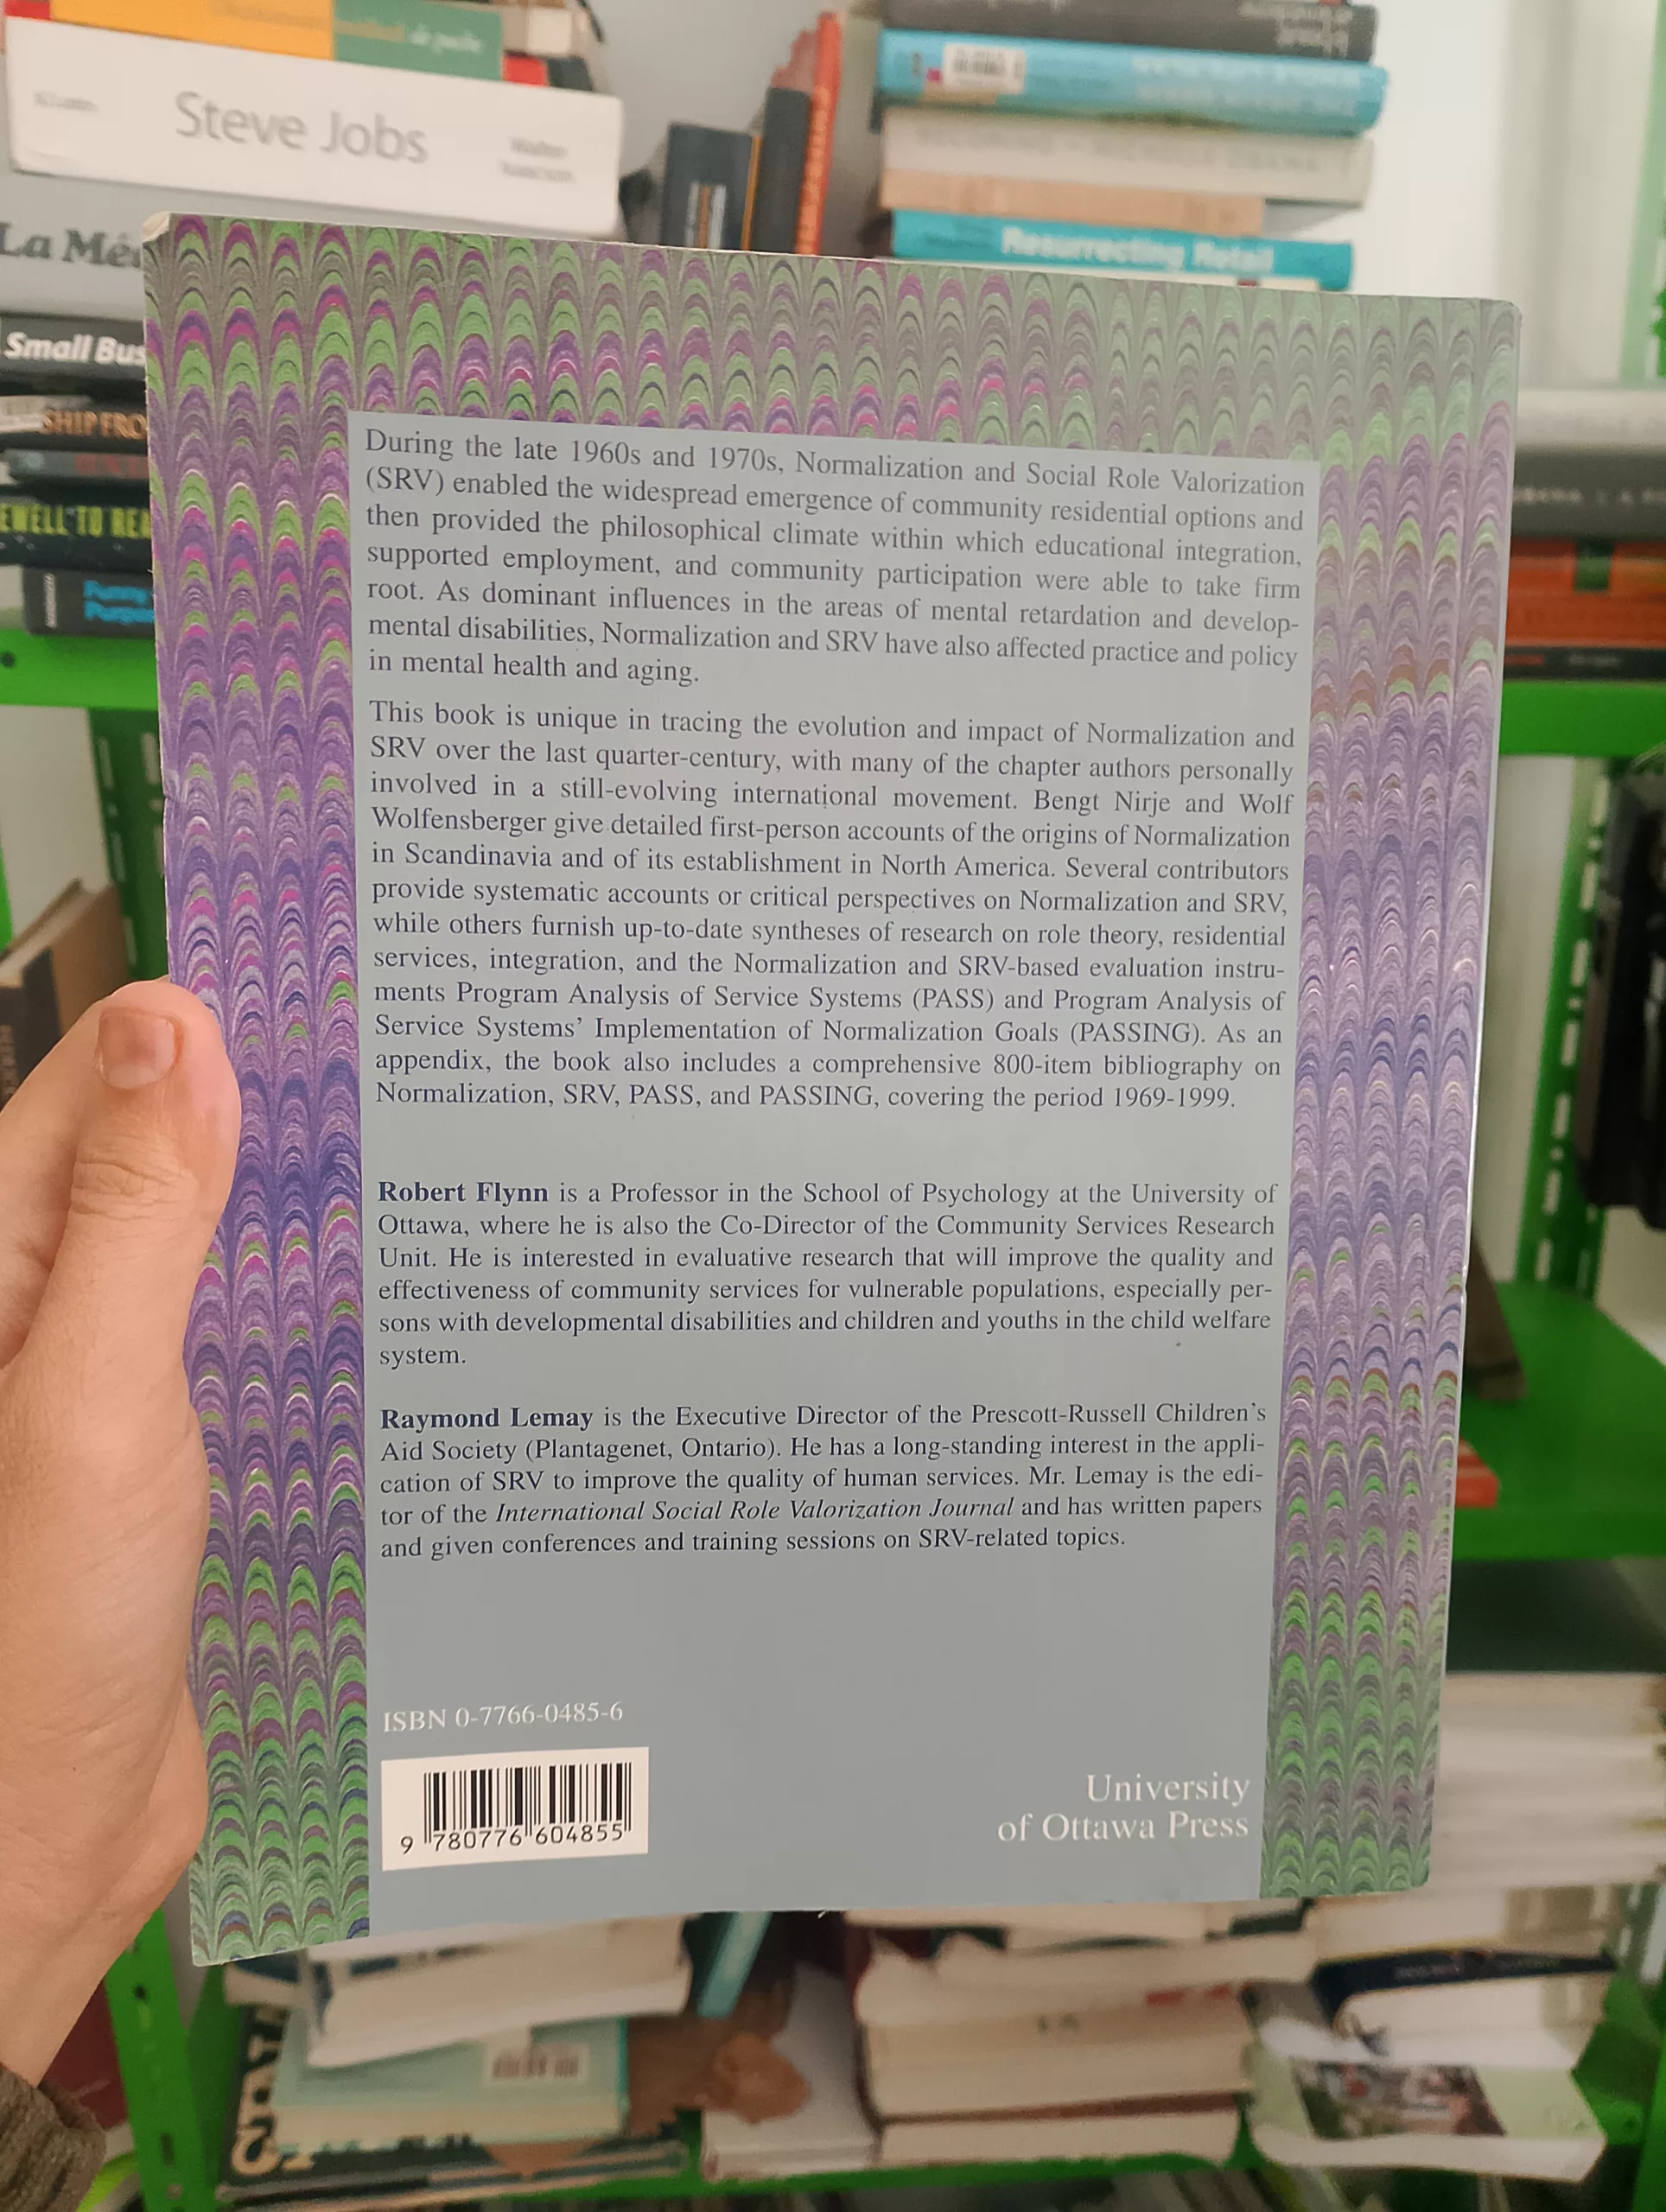 Steve Jobs
Walter
Isaacson
Resurrecting Retail
La Mé
Small Bus
SHIP FRO
EWELL TO REA
Funny
During the late 1960s and 1970s, Normalization and Social Role Valorization
(SRV) enabled the widespread emergence of community residential options and
then provided the philosophical climate within which educational integration,
supported employment, and community participation were able to take firm
root. As dominant influences in the areas of mental retardation and develop-
mental disabilities, Normalization and SRV have also affected practice and policy
in mental health and aging.
This book is unique in tracing the evolution and impact of Normalization and
SRV over the last quarter-century, with many of the chapter authors personally
involved in a still-evolving international movement. Bengt Nirje and Wolf
Wolfensberger give detailed first-person accounts of the origins of Normalization
in Scandinavia and of its establishment in North America. Several contributors
provide systematic accounts or critical perspectives on Normalization and SRV,
while others furnish up-to-date syntheses of research on role theory, residential
services, integration, and the Normalization and SRV-based evaluation instru-
ments Program Analysis of Service Systems (PASS) and Program Analysis of
Service Systems' Implementation of Normalization Goals (PASSING). As an
appendix, the book also includes a comprehensive 800-item bibliography on
Normalization, SRV, PASS, and PASSING, covering the period 1969-1999.
Robert Flynn is a Professor in the School of Psychology at the University of
Ottawa, where he is also the Co-Director of the Community Services Research
Unit. He is interested in evaluative research that will improve the quality and
effectiveness of community services for vulnerable populations, especially per-
sons with developmental disabilities and children and youths in the child welfare
system.
Raymond Lemay is the Executive Director of the Prescott-Russell Children's
Aid Society (Plantagenet, Ontario). He has a long-standing interest in the appli-
cation of SRV to improve the quality of human services. Mr. Lemay is the edi-
tor of the International Social Role Valorization Journal and has written papers
and given conferences and training sessions on SRV-related topics.
ISBN 0-7766-0485-6
9 780776 604855
University
of Ottawa Press